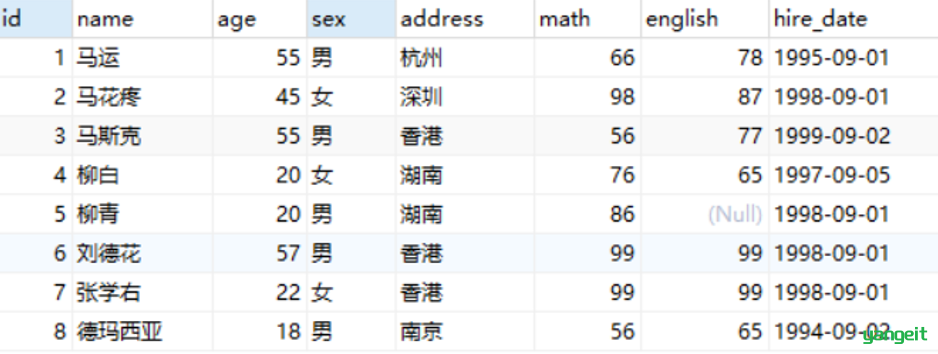 id name age sex address math english hire_date
1 马运 55 男 杭州 66 78 1995-09-01
2 马花疼 45 女 深圳 98 87 1998-09-01
3 马斯克 55 男 香港 56 77 1999-09-02
4 柳白 20 女 湖南 76 65 1997-09-05
5 柳青 20 男 湖南 86 (Null) 1998-09-01
6 刘德花 57 男 香港 99 99 1998-09-01
7 张学右 22 女 香港 99 99 1998-09-01
8 德玛西亚 18 男 南京 56 65 1994-09-02
yangeit